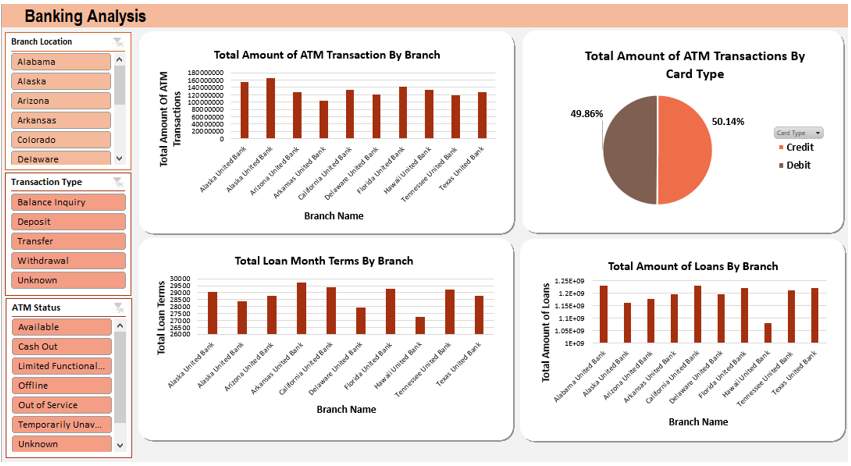 Banking Analysis
Branch Location
Alabama
Alaska
Arizona
Arkansas
Colorado
Delaware
Transaction Type
Balance Inquiry
Deposit
Transfer
Withdrawal
Unknown
ATM Status
Available
Cash Out
Limited Functional...
Offline
Out of Service
Temporarily Unav...
Unknown
Total Amount of ATM Transaction By Branch
Total Amount Of ATM
Transactions
180000000
160000000
140000000
120000000
100000000
80000000
60000000
40000000
20000000
0
Alaska United Bank
Alaska United Bank
Arizona United Bank
Arkansas United Bank
California United Bank
Delaware United Bank
Florida United Bank
Hawaii United Bank
Tennessee United Bank
Texas United Bank
Branch Name
Total Amount of ATM Transactions By
Card Type
49.86%
50.14%
Card Type
Credit
Debit
Total Loan Month Terms By Branch
Total Loan Terms
30000
29500
29000
28500
28000
27500
27000
26500
26000
Alaska United Bank
Alaska United Bank
Arizona United Bank
Arkansas United Bank
California United Bank
Delaware United Bank
Florida United Bank
Hawaii United Bank
Tennessee United Bank
Texas United Bank
Branch Name
Total Amount of Loans By Branch
Total Amount of Loans
1.25E+09
1.2E+09
1.15E+09
1.1E+09
1.05E+09
1E+09
Alabama United Bank
Alaska United Bank
Arizona United Bank
Arkansas United Bank
California United Bank
Delaware United Bank
Florida United Bank
Hawaii United Bank
Tennessee United Bank
Texas United Bank
Branch Name